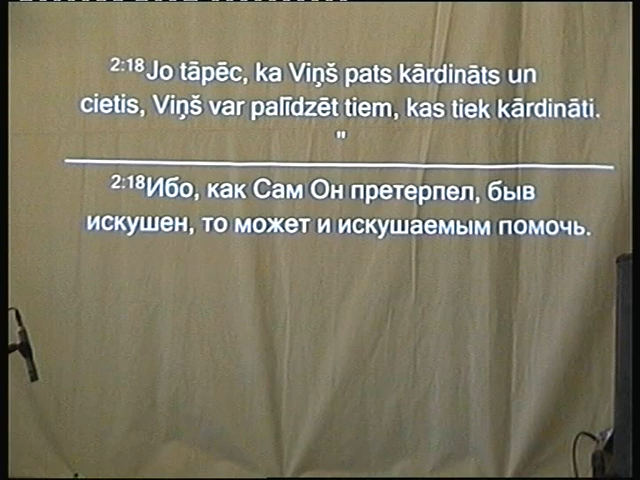 2:18Jo tāpēc, ka Viņš pats kārdināts un
cietis, Viņš var palīdzēt tiem, kas tiek kārdināti.
"
2:18Ибо, как Сам Он претерпел, быв
искушен, то может и искушаемым помочь.